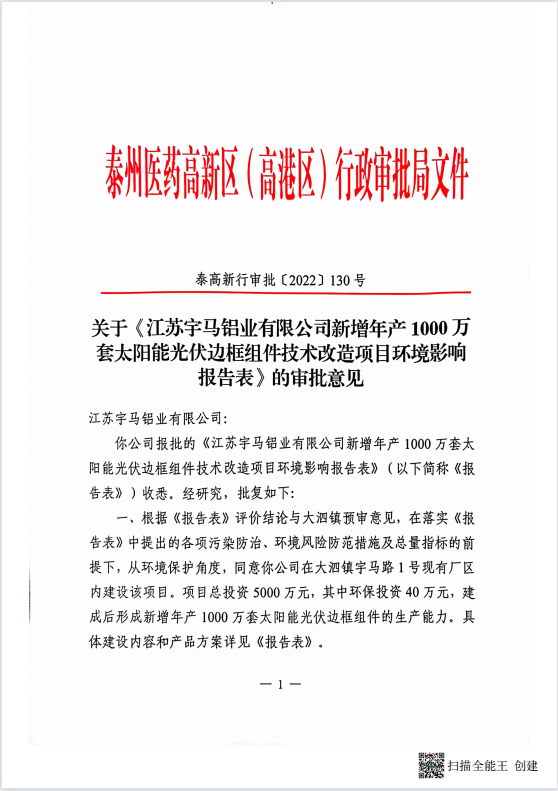 泰州医药高新区（高港区）行政审批局文件
泰高新行审批〔2022〕130号
关于《江苏宇马铝业有限公司新增年产1000万
套太阳能光伏边框组件技术改造项目环境影响
报告表》的审批意见
江苏宇马铝业有限公司：
你公司报批的《江苏宇马铝业有限公司新增年产1000万套太
阳能光伏边框组件技术改造项目环境影响报告表》（以下简称《报
告表》）收悉。经研究，批复如下：
一、根据《报告表》评价结论与大泗镇预审意见，在落实《报
告表》中提出的各项污染防治、环境风险防范措施及总量指标的前
提下，从环境保护角度，同意你公司在大泗镇宇马路1号现有厂区
内建设该项目。项目总投资5000万元，其中环保投资40万元，建
成后形成新增年产1000万套太阳能光伏边框组件的生产能力。具
体建设内容和产品方案详见《报告表》。
— 1 —
扫描全能王 创建